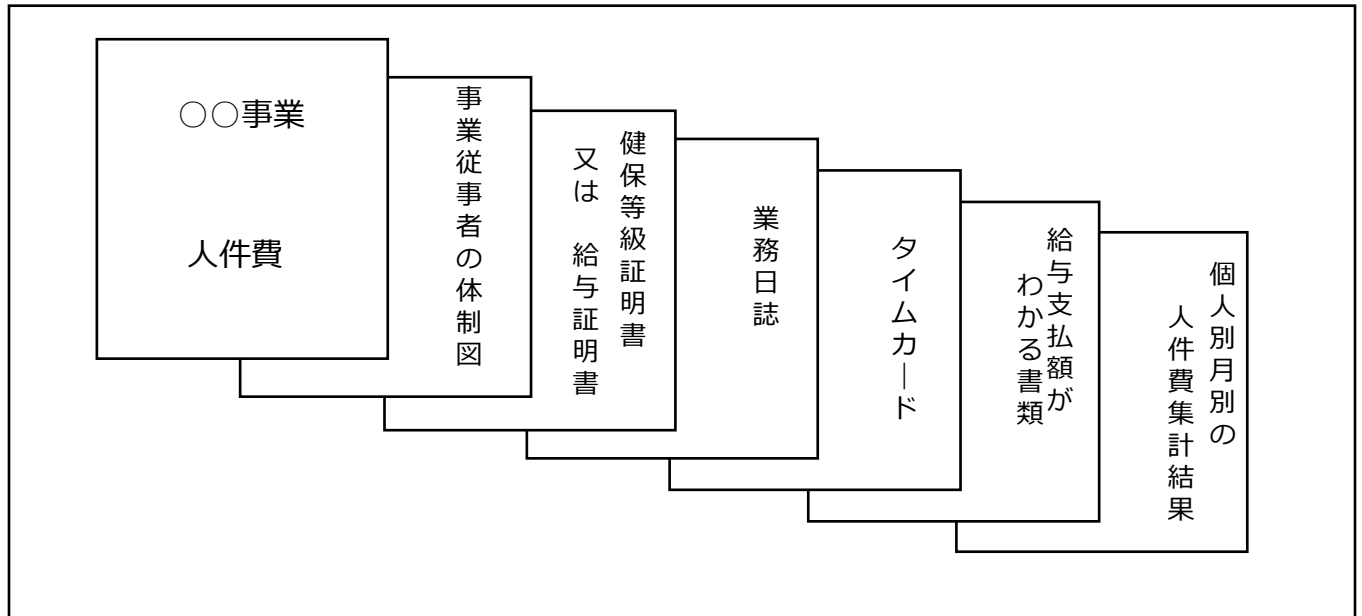 ○○事業
人件費
事業従事者の体制図
健保等級証明書
又は 給与証明書
業務日誌
タイムカード
給与支払額が
わかる書類
個人別月別の
人件費集計結果